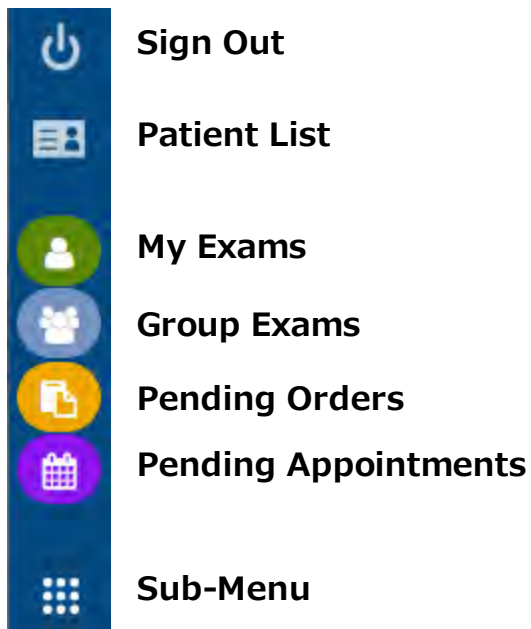 Sign Out
Patient List
My Exams
Group Exams
Pending Orders
Pending Appointments
Sub-Menu